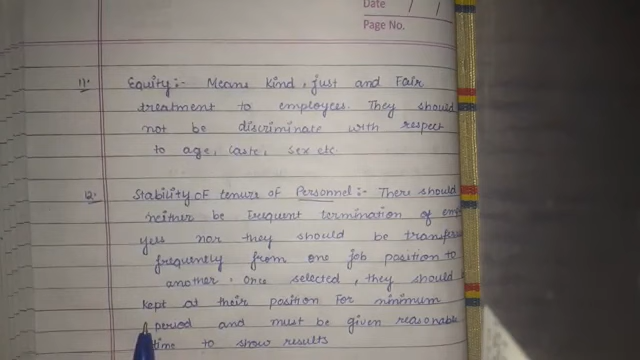 Date / /
Page No.
11. Equity:- Means kind, just and Fair
treatment to employees. They should
not be discriminate with respect
to age, caste, sex etc.
12. Stability of tenure of Personnel:- There should
neither be frequent termination of emp
yees nor they should be transfer
frequently from one job position to
another. Once selected, they should
kept at their position for minimum
period and must be given reasonable
time to show results